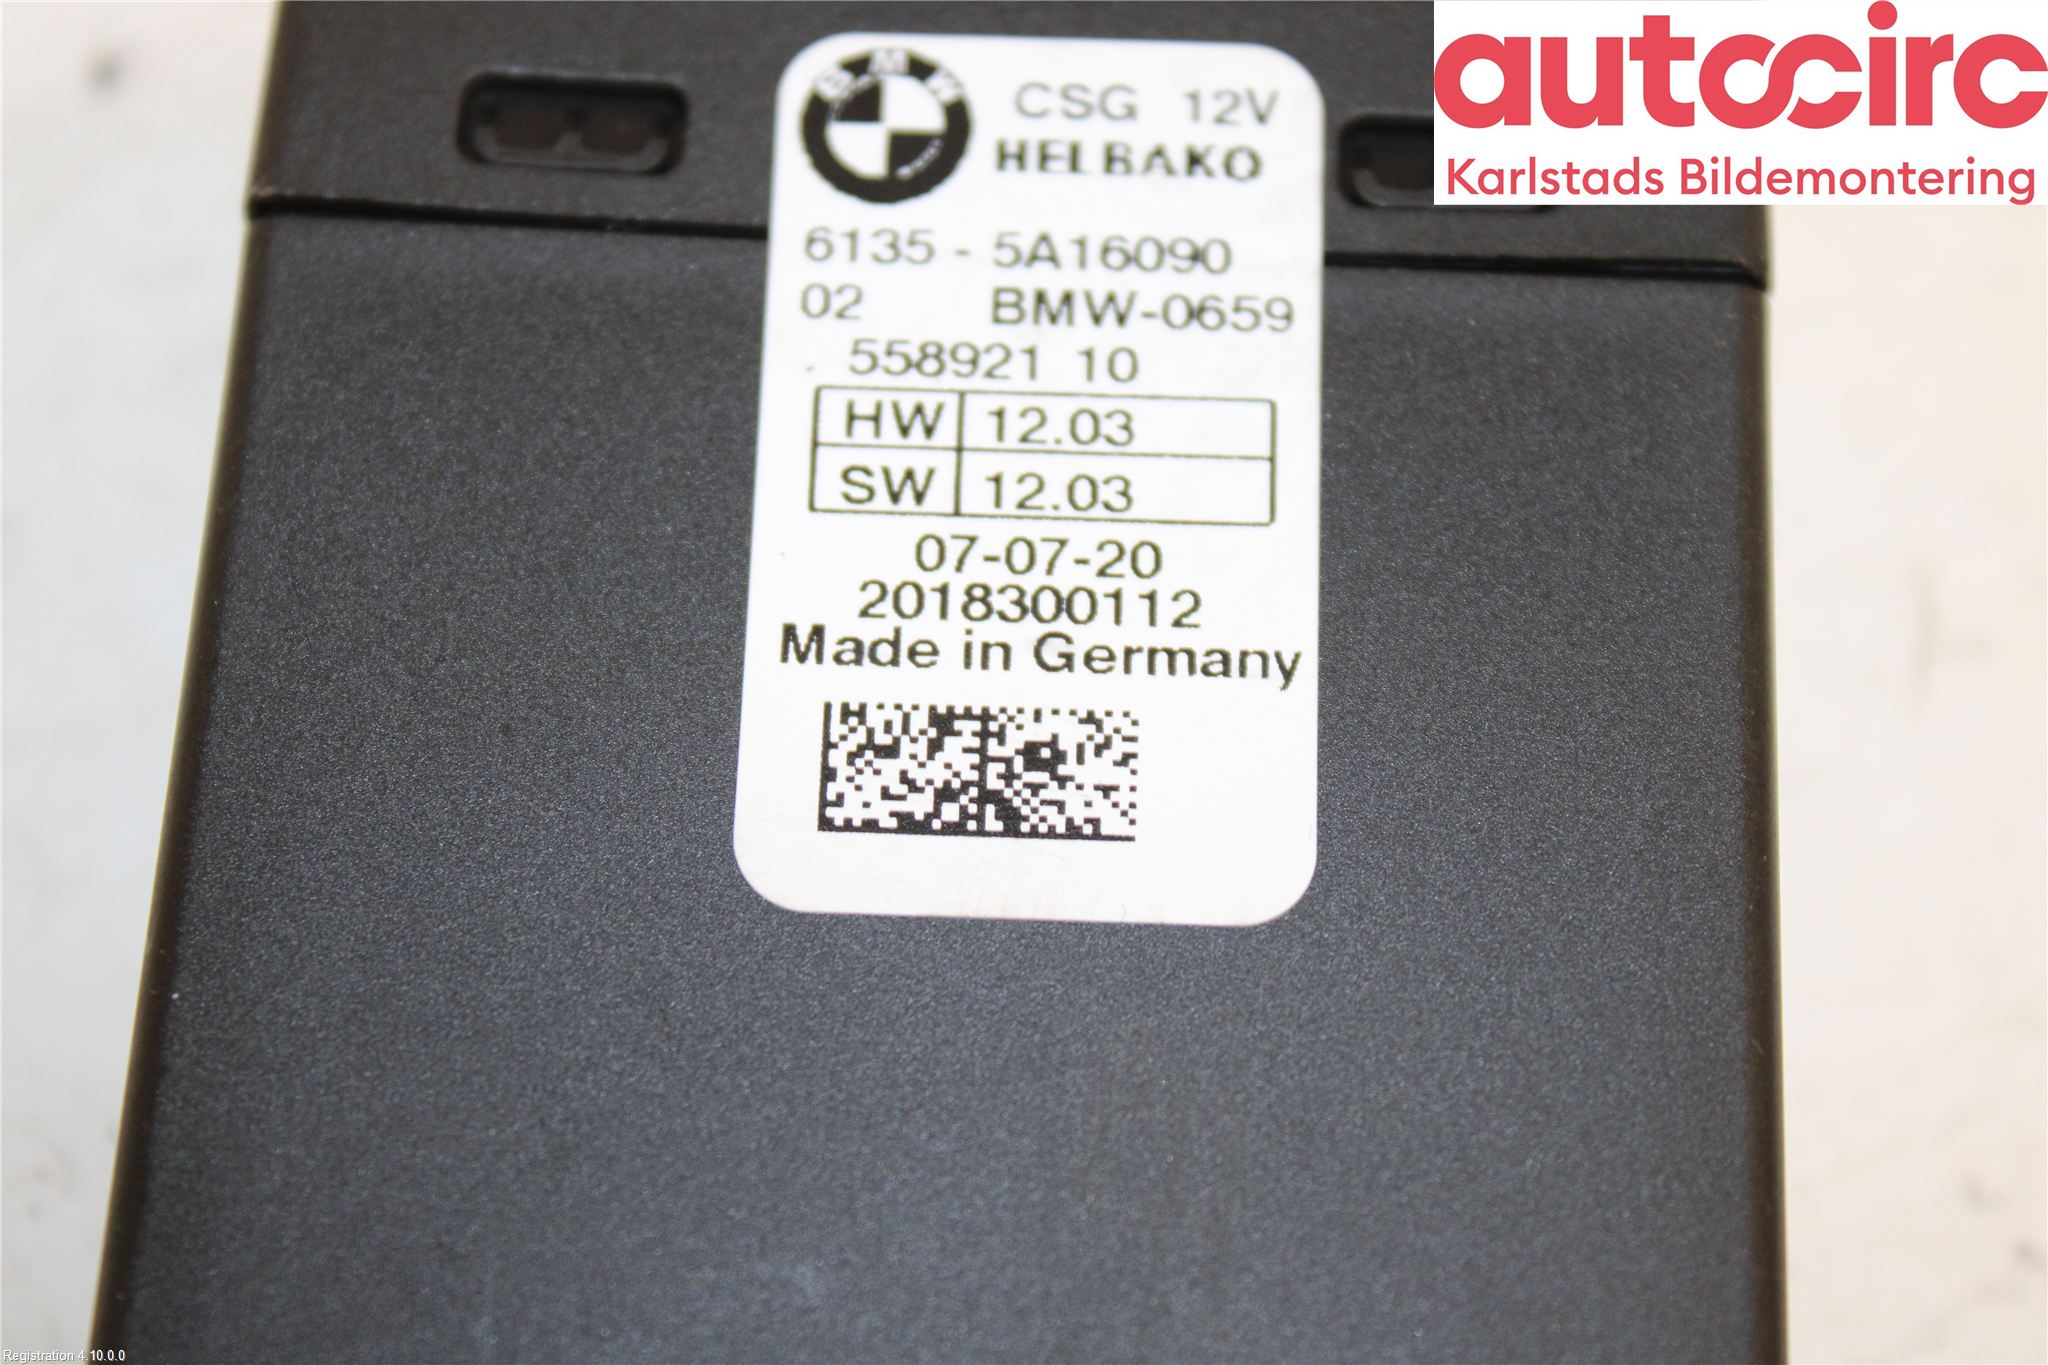 autocirc
Karlstads Bildemontering
BMW
CSG 12V
HELBAKO
6135 - 5A16090
02 BMW-0659
558921 10
HW 12.03
SW 12.03
07-07-20
2018300112
Made in Germany
Registration 4.10.0.0